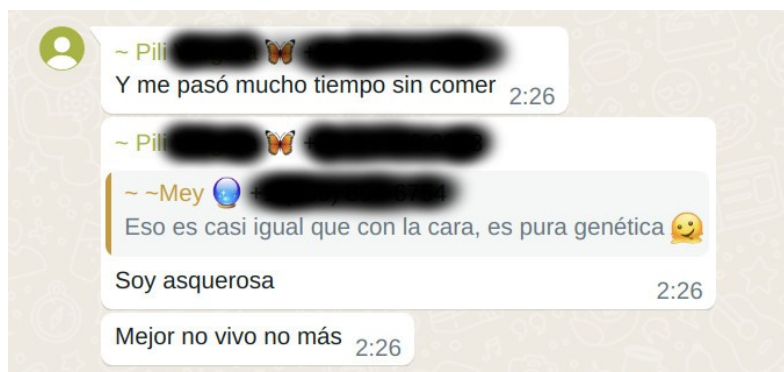 ~ Pili
Y me pasó mucho tiempo sin comer 2:26
~ Pili
~ ~Mey
Eso es casi igual que con la cara, es pura genética
Soy asquerosa 2:26
Mejor no vivo no más 2:26